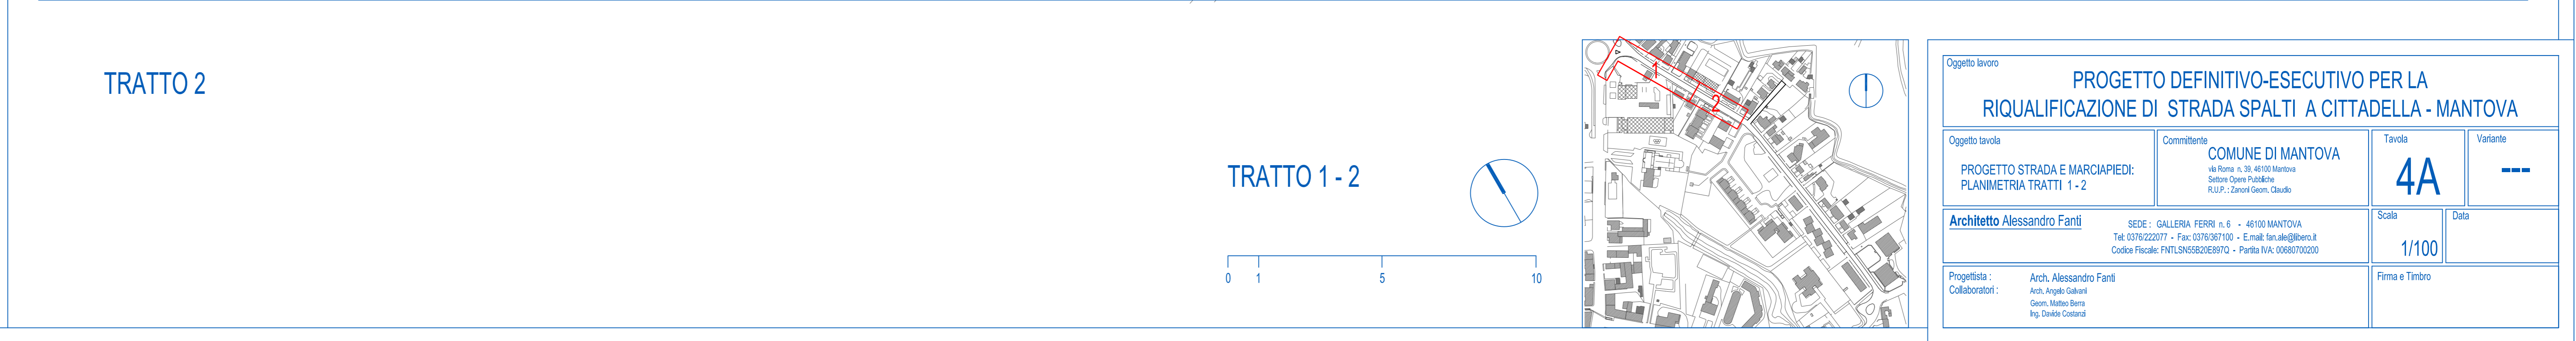 TRATTO 2
TRATTO 1 - 2
0 1 5 10
1
2
Oggetto lavoro
PROGETTO DEFINITIVO-ESECUTIVO PER LA
RIQUALIFICAZIONE DI STRADA SPALTI A CITTADELLA - MANTOVA
Oggetto tavola
PROGETTO STRADA E MARCIAPIEDI:
PLANIMETRIA TRATTI 1 - 2
Committente
COMUNE DI MANTOVA
via Roma n. 39, 46100 Mantova
Settore Opere Pubbliche
R.U.P. : Zanoni Geom. Claudio
Tavola
4A
Variante
---
Architetto Alessandro Fanti
SEDE : GALLERIA FERRI n. 6 - 46100 MANTOVA
Tel: 0376/222077 - Fax: 0376/367100 - E.mail: fan.ale@libero.it
Codice Fiscale: FNTLSN55B20E897Q - Partita IVA: 00680700200
Scala
1/100
Data
Progettista : Arch. Alessandro Fanti
Collaboratori : Arch. Angelo Galvani
Geom. Matteo Berra
Ing. Davide Costanzi
Firma e Timbro